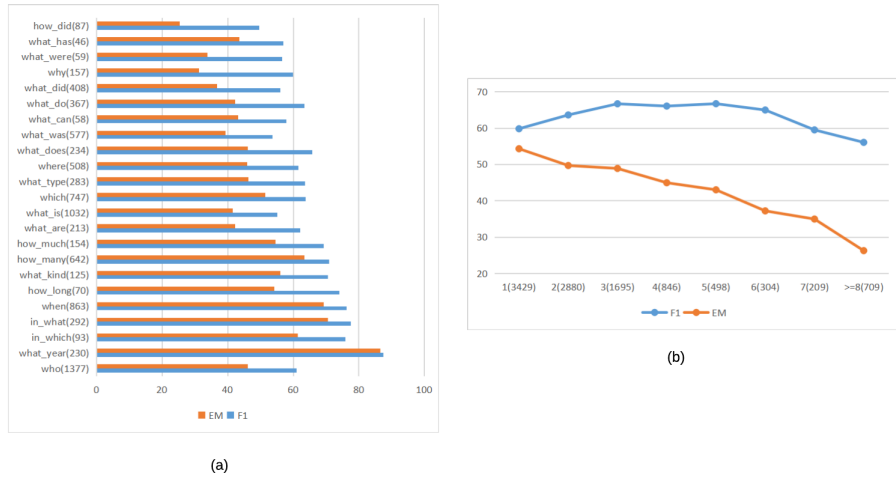 how_did(87)
what_has(46)
what_were(59)
why(157)
what_did(408)
what_do(367)
what_can(58)
what_was(577)
what_does(234)
where(508)
what_type(283)
which(747)
what_is(1032)
what_are(213)
how_much(154)
how_many(642)
what_kind(125)
how_long(70)
when(863)
in_what(292)
in_which(93)
what_year(230)
who(1377)
0 20 40 60 80 100
EM F1
(a)
70
60
50
40
30
20
1(3429) 2(2880) 3(1695) 4(846) 5(498) 6(304) 7(209) >=8(709)
F1 EM
(b)